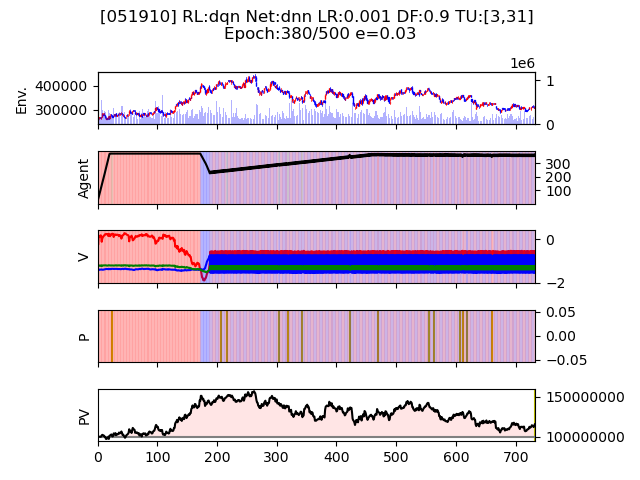 [051910] RL:dqn Net:dnn LR:0.001 DF:0.9 TU:[3,31]
Epoch:380/500 e=0.03
1e6
Env.
400000
300000
1
0
Agent
300
200
100
V
0
−2
P
0.05
0.00
−0.05
PV
150000000
100000000
0 100 200 300 400 500 600 700